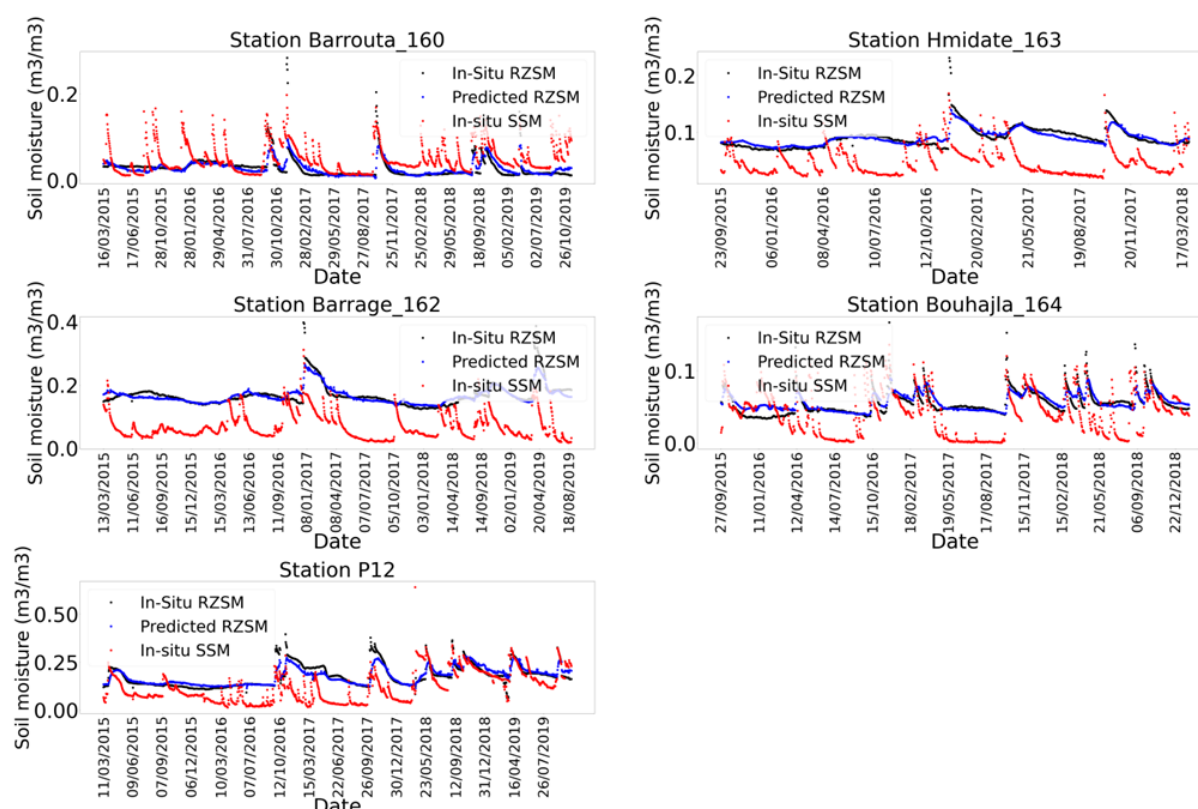 Station Barrouta_160
Soil moisture (m3/m3)
0.2
0.0
In-Situ RZSM
Predicted RZSM
In-situ SSM
16/03/2015
17/06/2015
28/10/2015
28/01/2016
29/04/2016
31/07/2016
30/10/2016
28/02/2017
29/05/2017
27/08/2017
25/11/2017
25/02/2018
29/05/2018
18/09/2018
05/02/2019
02/07/2019
26/10/2019
Date
Station Hmidate_163
Soil moisture (m3/m3)
0.2
0.1
In-Situ RZSM
Predicted RZSM
In-situ SSM
23/09/2015
06/01/2016
08/04/2016
10/07/2016
12/10/2016
20/02/2017
21/05/2017
19/08/2017
20/11/2017
17/03/2018
Date
Station Barrage_162
Soil moisture (m3/m3)
0.4
0.2
0.0
In-Situ RZSM
Predicted RZSM
In-situ SSM
13/03/2015
11/06/2015
16/09/2015
15/12/2015
15/03/2016
13/06/2016
11/09/2016
08/01/2017
08/04/2017
07/07/2017
05/10/2017
03/01/2018
14/04/2018
14/09/2018
02/01/2019
20/04/2019
18/08/2019
Date
Station Bouhajla_164
Soil moisture (m3/m3)
0.1
0.0
In-Situ RZSM
Predicted RZSM
In-situ SSM
27/09/2015
11/01/2016
12/04/2016
14/07/2016
15/10/2016
18/02/2017
19/05/2017
17/08/2017
15/11/2017
15/02/2018
21/05/2018
06/09/2018
22/12/2018
Date
Station P12
Soil moisture (m3/m3)
0.50
0.25
0.00
In-Situ RZSM
Predicted RZSM
In-situ SSM
11/03/2015
09/06/2015
07/09/2015
06/12/2015
10/03/2016
07/07/2016
12/10/2016
15/03/2017
22/06/2017
26/09/2017
30/12/2017
23/05/2018
12/09/2018
31/12/2018
16/04/2019
26/07/2019
Date